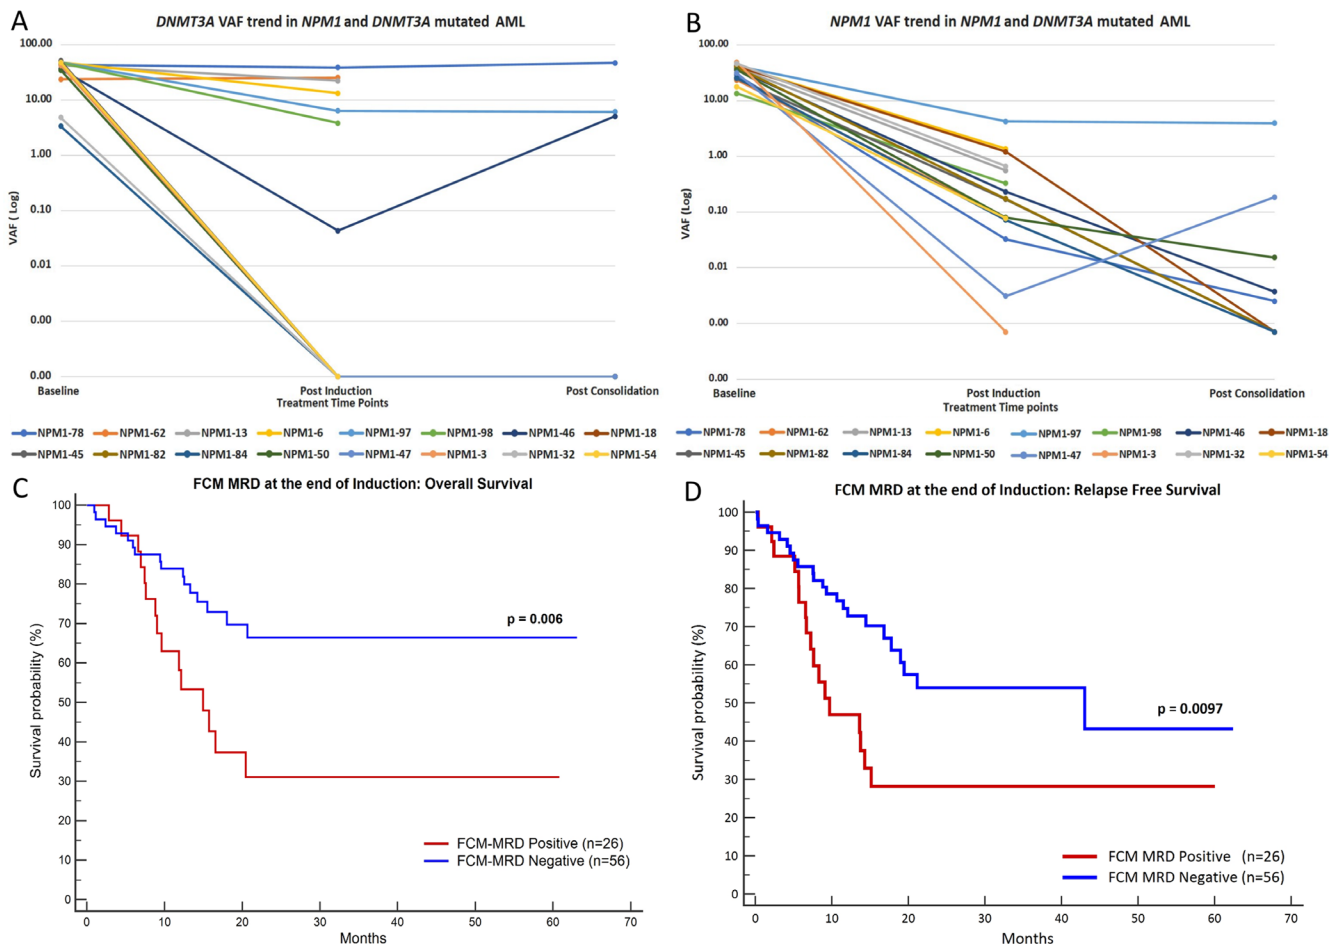 A
DNMT3A VAF trend in NPM1 and DNMT3A mutated AML
100.00
10.00
1.00
0.10
0.01
0.00
0.00
VAF ( Log)
Baseline
Post Induction
Post Consolidation
Treatment Time Points
NPM1-78 NPM1-62 NPM1-13 NPM1-6 NPM1-97 NPM1-98 NPM1-46 NPM1-18
NPM1-45 NPM1-82 NPM1-84 NPM1-50 NPM1-47 NPM1-3 NPM1-32 NPM1-54
B
NPM1 VAF trend in NPM1 and DNMT3A mutated AML
100.00
10.00
1.00
0.10
0.01
0.00
0.00
VAF (Log)
Baseline
Post Induction
Post Consolidation
Treatment Time points
NPM1-78 NPM1-62 NPM1-13 NPM1-6 NPM1-97 NPM1-98 NPM1-46 NPM1-18
NPM1-45 NPM1-82 NPM1-84 NPM1-50 NPM1-47 NPM1-3 NPM1-32 NPM1-54
C
FCM MRD at the end of Induction: Overall Survival
100
90
80
70
60
50
40
30
20
10
0
Survival probability (%)
p = 0.006
FCM-MRD Positive (n=26)
FCM-MRD Negative (n=56)
0 10 20 30 40 50 60 70
Months
D
FCM MRD at the end of Induction: Relapse Free Survival
100
90
80
70
60
50
40
30
20
10
0
Survival probability (%)
p = 0.0097
FCM MRD Positive (n=26)
FCM MRD Negative (n=56)
0 10 20 30 40 50 60 70
Months